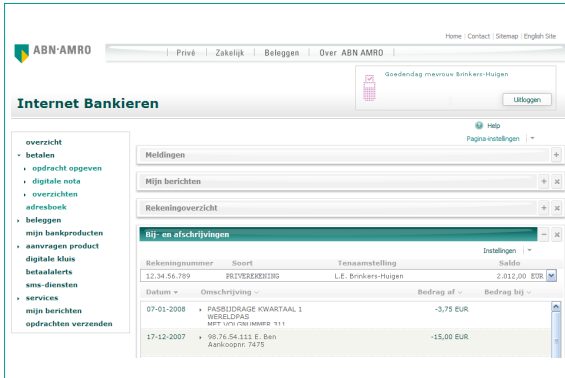 Home | Contact | Sitemap | English Site
ABN·AMRO
Privé | Zakelijk | Beleggen | Over ABN AMRO
Goedendag mevrouw Brinkers-Huigen
Uitloggen
Internet Bankieren
Help
Pagina-instellingen
overzicht
betalen
opdracht opgeven
digitale nota
overzichten
adresboek
beleggen
mijn bankproducten
aanvragen product
digitale kluis
betaalalerts
sms-diensten
services
mijn berichten
opdrachten verzenden
Meldingen
Mijn berichten
Rekeningoverzicht
Bij- en afschrijvingen
Instellingen
Rekeningnummer Soort Tenaamstelling Saldo
12.34.56.789 PRIVEREKENING L.E. Brinkers-Huigen 2.012,00 EUR
Datum Omschrijving Bedrag af Bedrag bij
07-01-2008 PASBIJDRAGE KWARTAAL 1 -3,75 EUR
WERELDPAS
MET VOLGNUMMER 311
17-12-2007 98.76.54.111 E. Ben -15,00 EUR
Aankoopnr. 7475